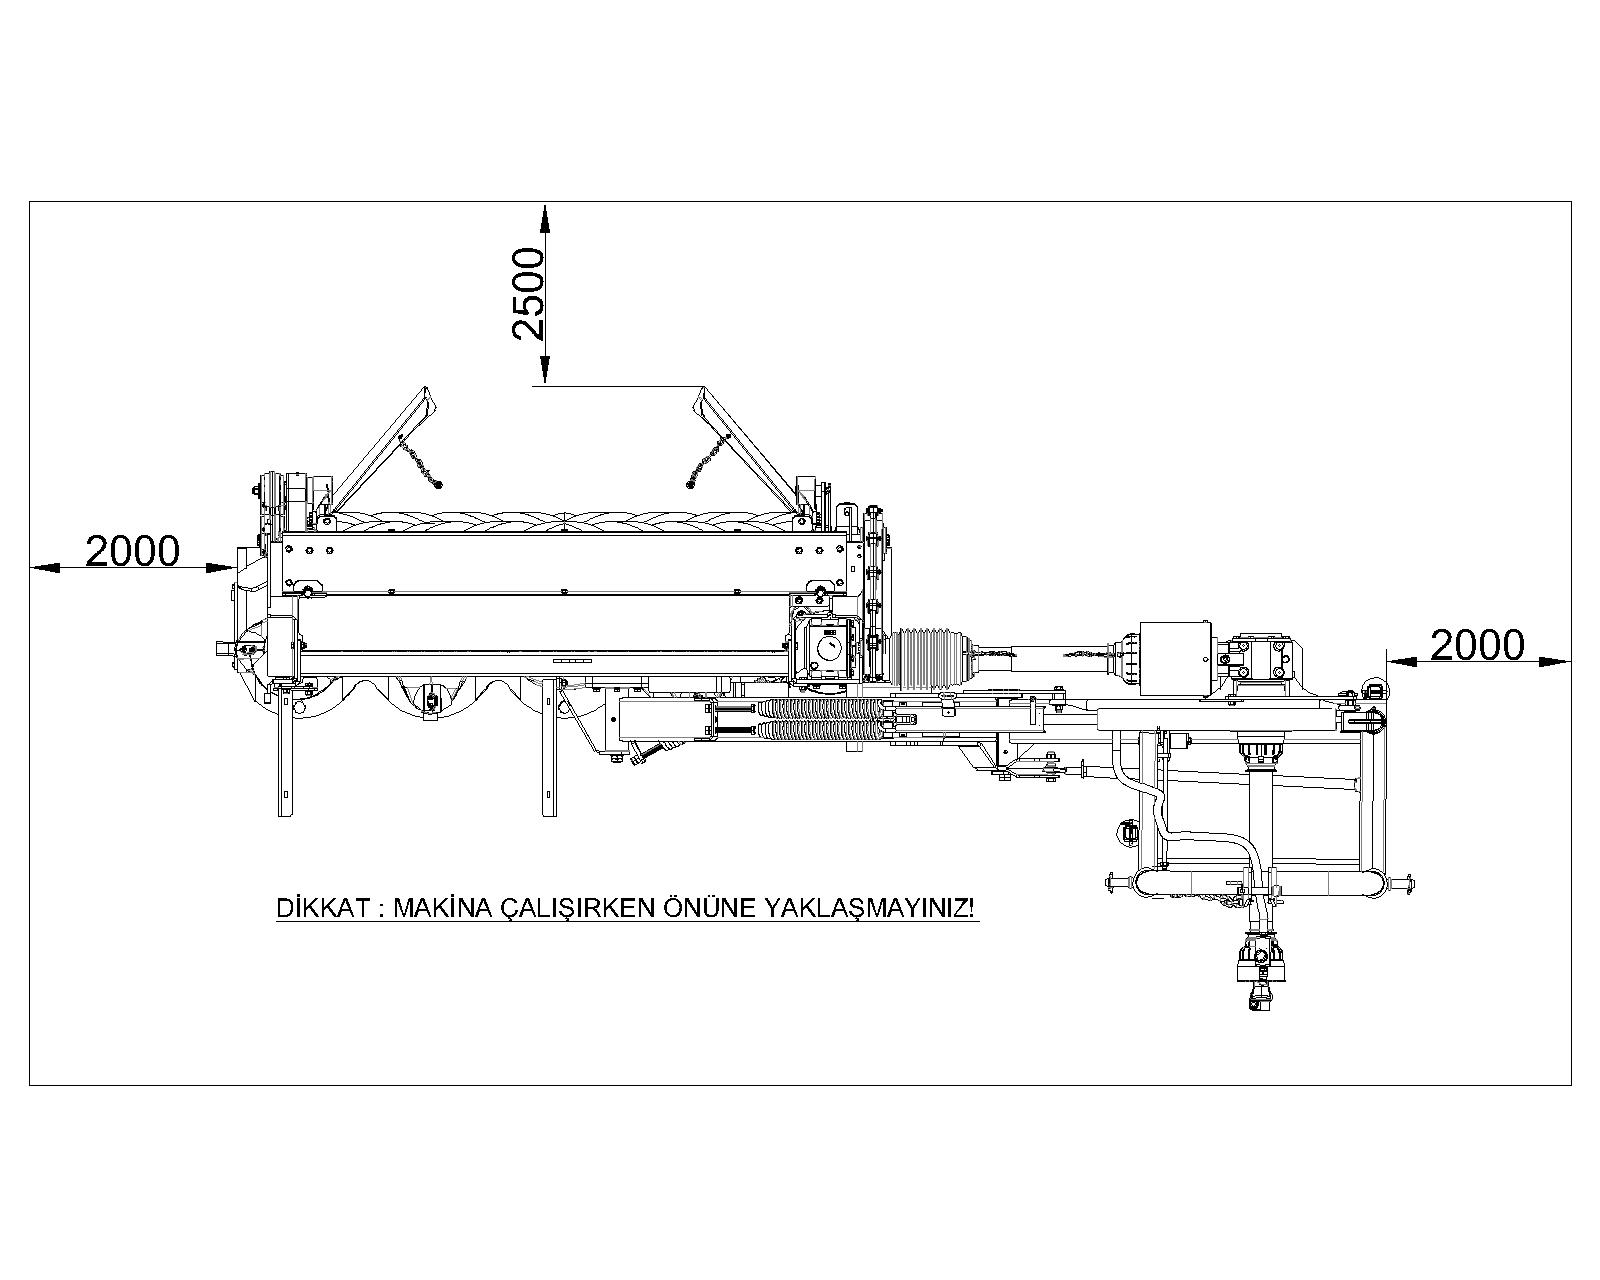 2500
2000
2000
DİKKAT : MAKİNA ÇALIŞIRKEN ÖNÜNE YAKLAŞMAYINIZ!